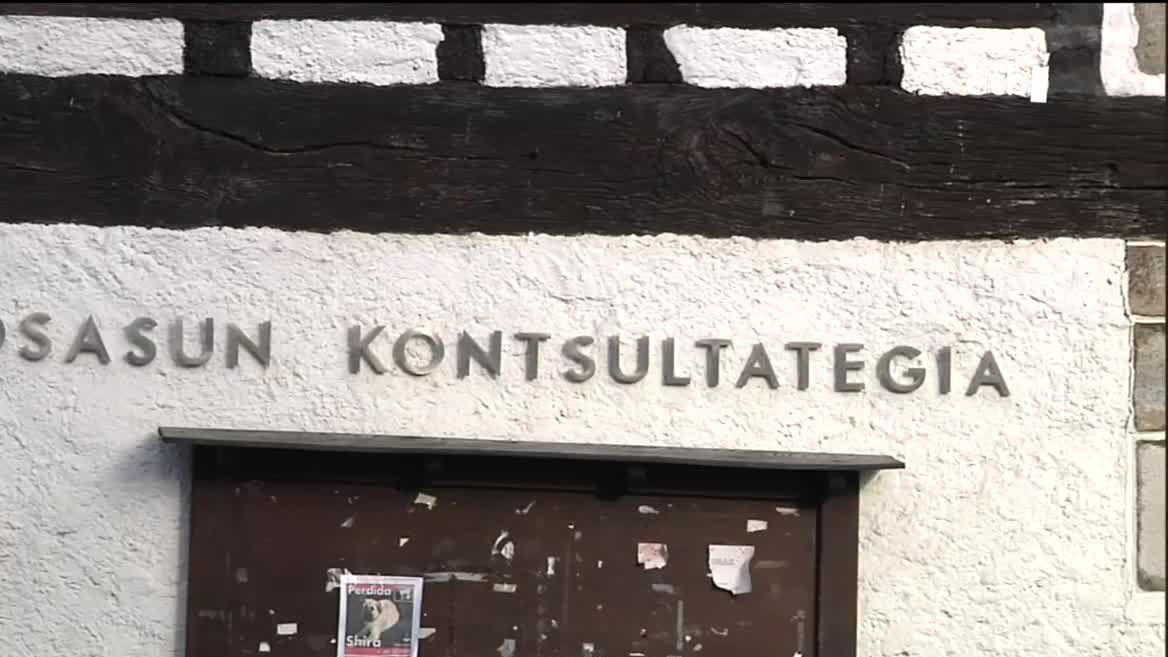 OSASUN KONTSULTATEGIA
Perdida
Shira